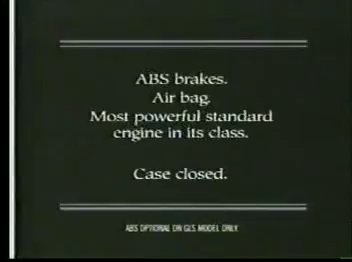 ABS brakes.
Air bag.
Most powerful standard
engine in its class.
Case closed.
ABS OPTIONAL ON GLS MODEL ONLY.